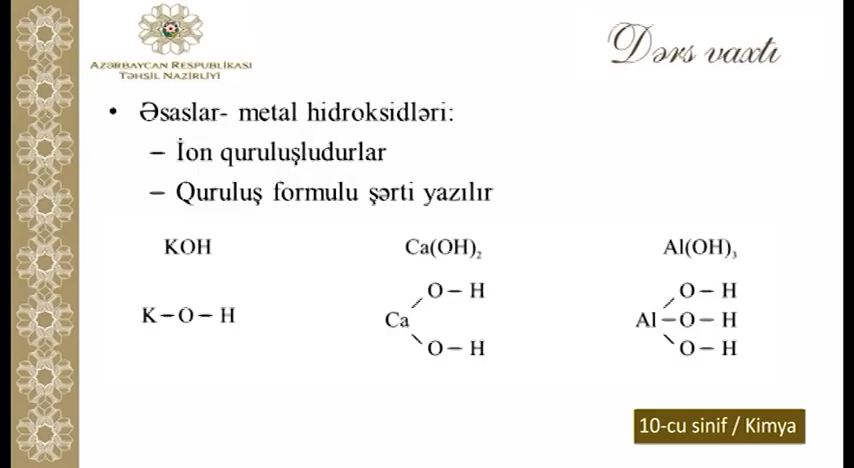 AZƏRBAYCAN RESPUBLİKASI
TƏHSİL NAZİRLİYİ
Dərs vaxtı
• Əsaslar- metal hidroksidləri:
– İon quruluşludurlar
– Quruluş formulu şərti yazılır
KOH Ca(OH)₂ Al(OH)₃
O – H O – H
K – O – H Ca Al – O – H
O – H O – H
10-cu sinif / Kimya